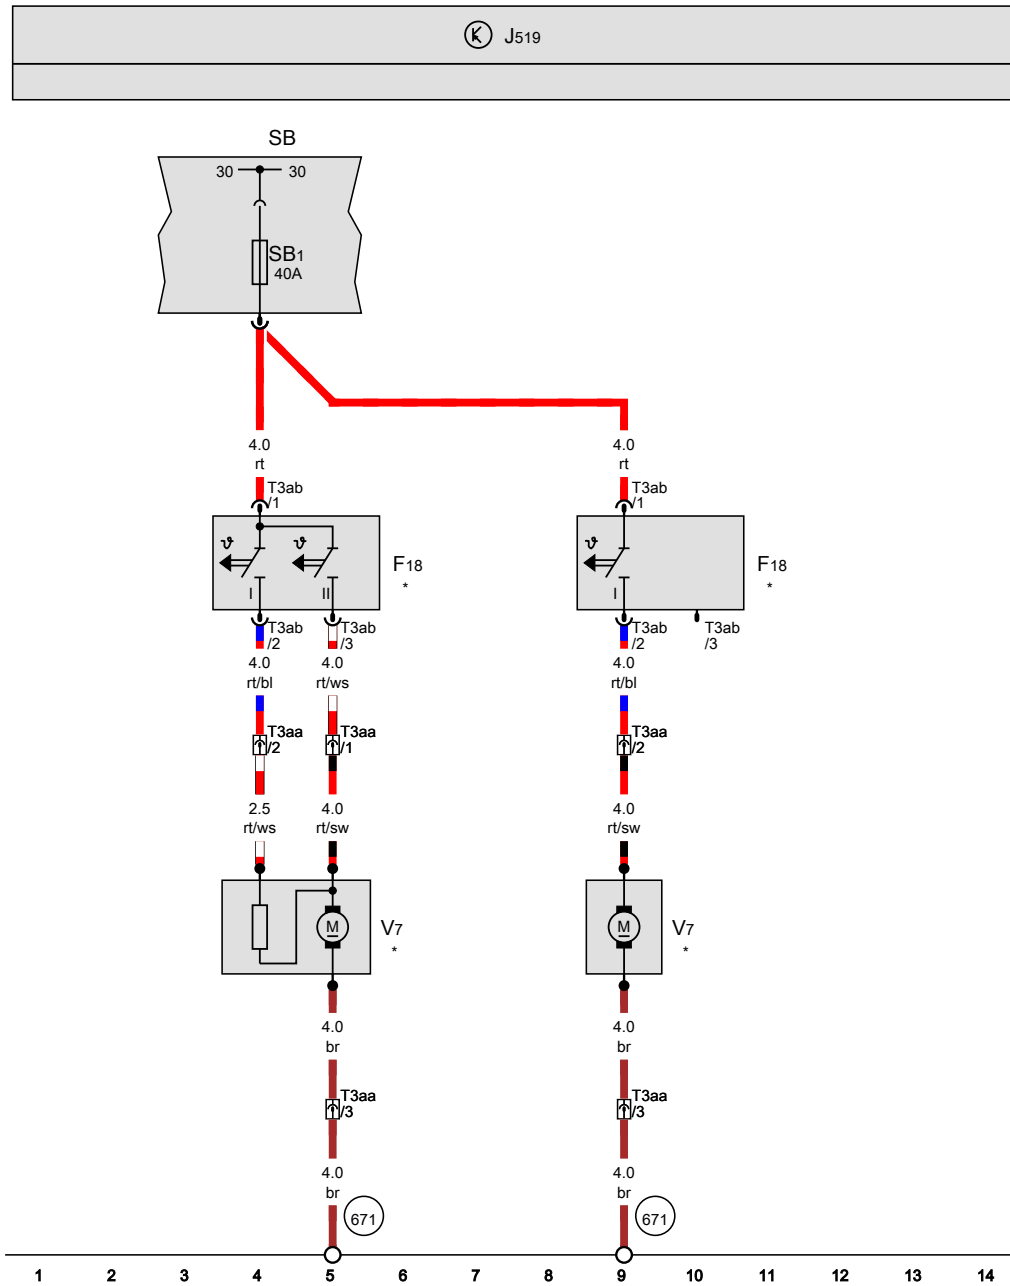 K J519
SB
30 30
SB1
40A
4.0 4.0
rt rt
T3ab T3ab
/1 /1
ϑ ϑ ϑ
F18 F18
* *
I II I
T3ab T3ab T3ab T3ab
/2 /3 /2 /3
4.0 4.0 4.0
rt/bl rt/ws rt/bl
T3aa T3aa T3aa
/2 /1 /2
2.5 4.0 4.0
rt/ws rt/sw rt/sw
M V7 M V7
* *
4.0 4.0
br br
T3aa T3aa
/3 /3
4.0 4.0
br br
671 671
1 2 3 4 5 6 7 8 9 10 11 12 13 14